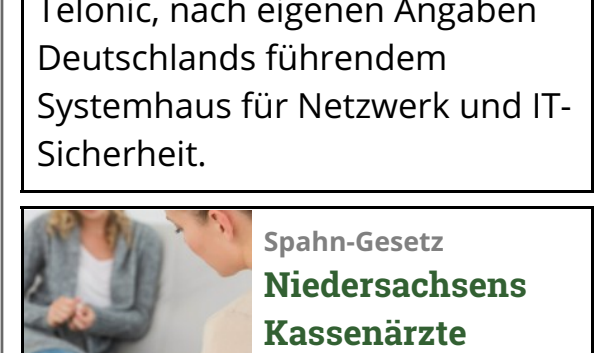 Telonic, nach eigenen Angaben
Deutschlands führendem
Systemhaus für Netzwerk und IT-
Sicherheit.
Spahn-Gesetz
Niedersachsens
Kassenärzte